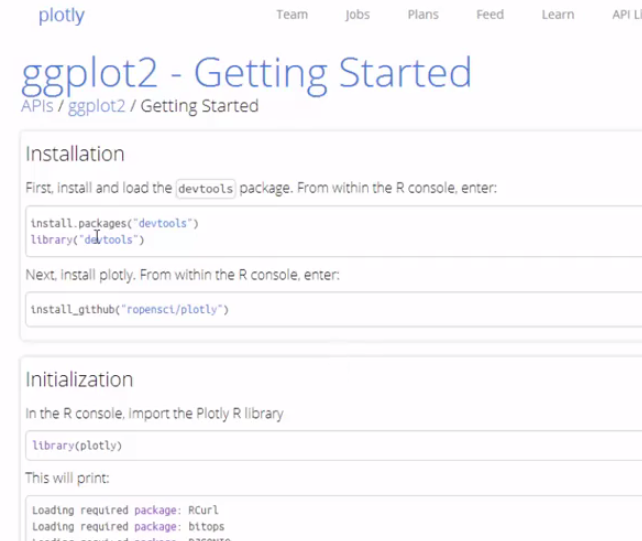 plotly Team Jobs Plans Feed Learn API
ggplot2 - Getting Started
APIs / ggplot2 / Getting Started
Installation
First, install and load the devtools package. From within the R console, enter:
install.packages("devtools")
library("devtools")
Next, install plotly. From within the R console, enter:
install_github("ropensci/plotly")
Initialization
In the R console, import the Plotly R library
library(plotly)
This will print:
Loading required package: RCurl
Loading required package: bitops
Loading required package: